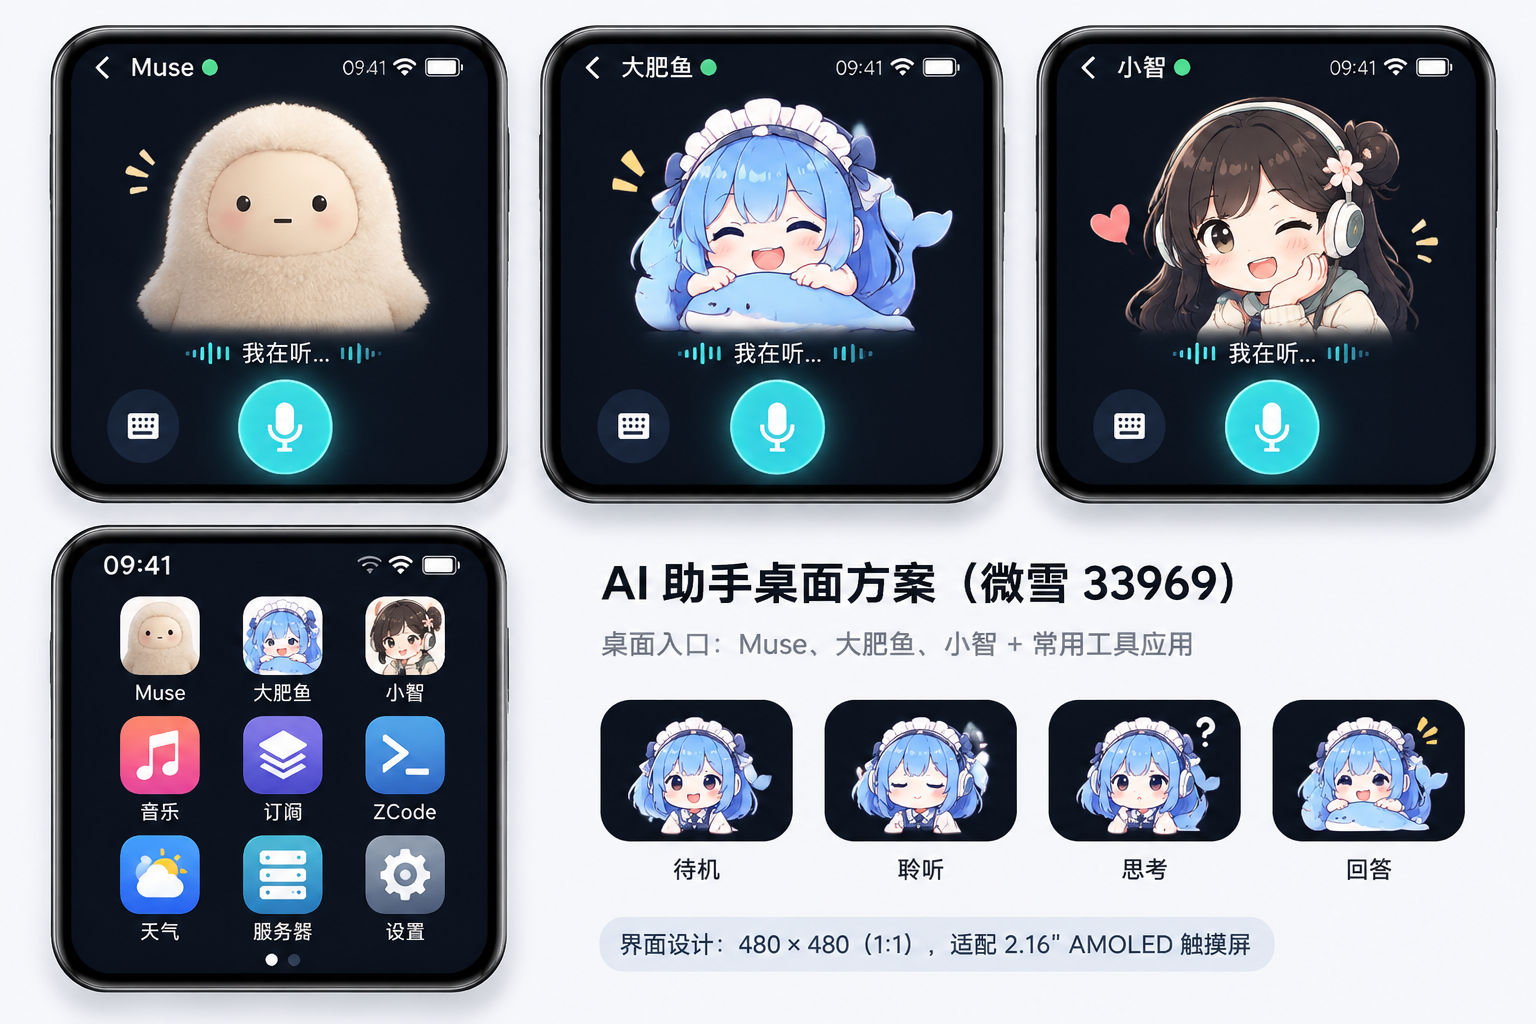 Muse
09:41
我在听...
大肥鱼
09:41
我在听...
小智
09:41
我在听...
09:41
Muse
大肥鱼
小智
音乐
订阅
ZCode
天气
服务器
设置
AI 助手桌面方案（微雪 33969）
桌面入口：Muse、大肥鱼、小智 + 常用工具应用
?
待机
聆听
思考
回答
界面设计：480 × 480（1:1），适配 2.16" AMOLED 触摸屏